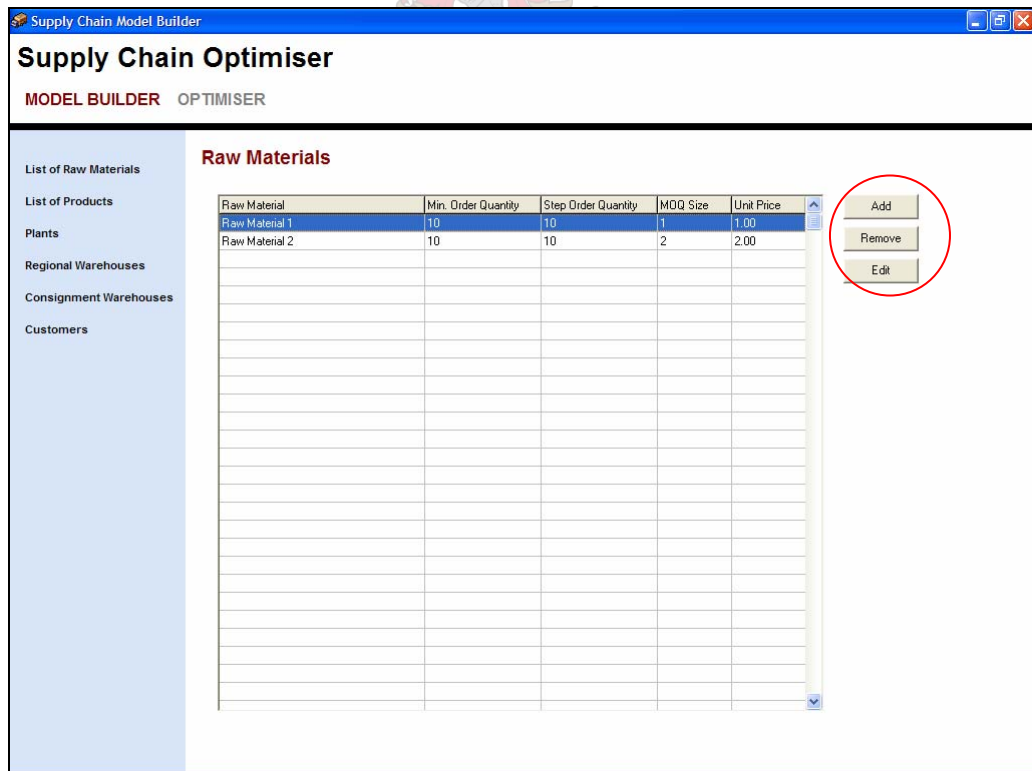 Supply Chain Model Builder
Supply Chain Optimiser
MODEL BUILDER OPTIMISER
List of Raw Materials
List of Products
Plants
Regional Warehouses
Consignment Warehouses
Customers
Raw Materials
Raw Material Min. Order Quantity Step Order Quantity MOQ Size Unit Price
Raw Material 1 10 10 1 1.00
Raw Material 2 10 10 2 2.00
Add
Remove
Edit